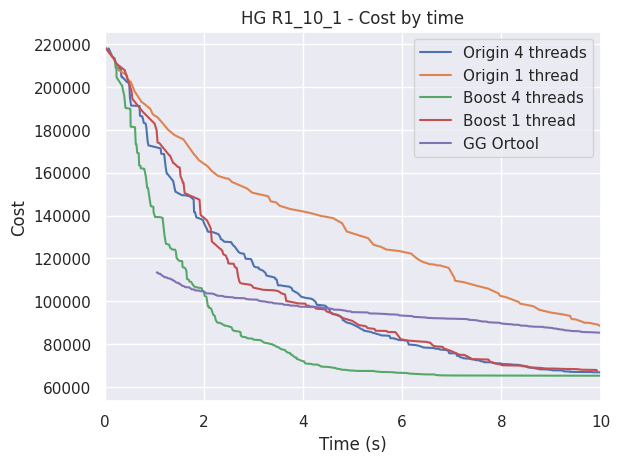 HG R1_10_1 - Cost by time
220000
200000
180000
160000
140000
120000
100000
80000
60000
Cost
Origin 4 threads
Origin 1 thread
Boost 4 threads
Boost 1 thread
GG Ortool
0 2 4 6 8 10
Time (s)